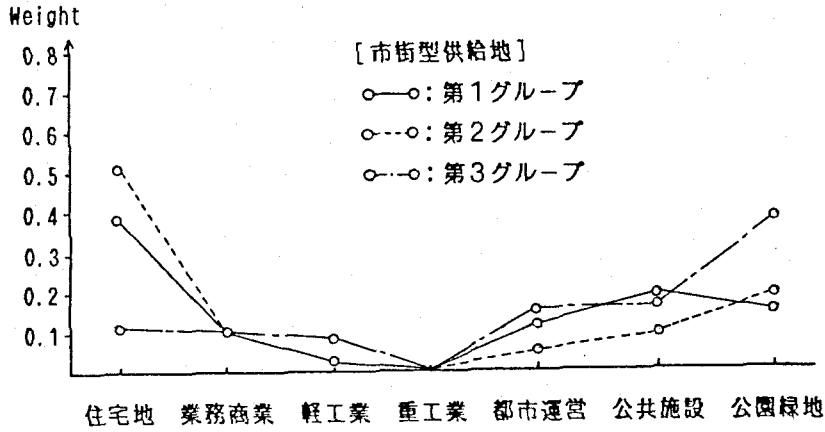 Weight
0.8
0.7
0.6
0.5
0.4
0.3
0.2
0.1
[市街型供給地]
:第1グループ
:第2グループ
:第3グループ
住宅地 業務商業 軽工業 重工業 都市運営 公共施設 公園緑地